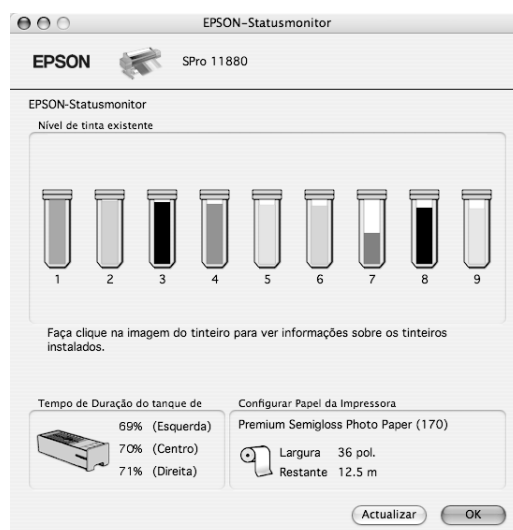 EPSON-Statusmonitor
EPSON
SPro 11880
EPSON-Statusmonitor
Nível de tinta existente
1 2 3 4 5 6 7 8 9
Faça clique na imagem do tinteiro para ver informações sobre os tinteiros
instalados.
Tempo de Duração do tanque de
69% (Esquerda)
70% (Centro)
71% (Direita)
Configurar Papel da Impressora
Premium Semigloss Photo Paper (170)
Largura 36 pol.
Restante 12.5 m
Actualizar
OK